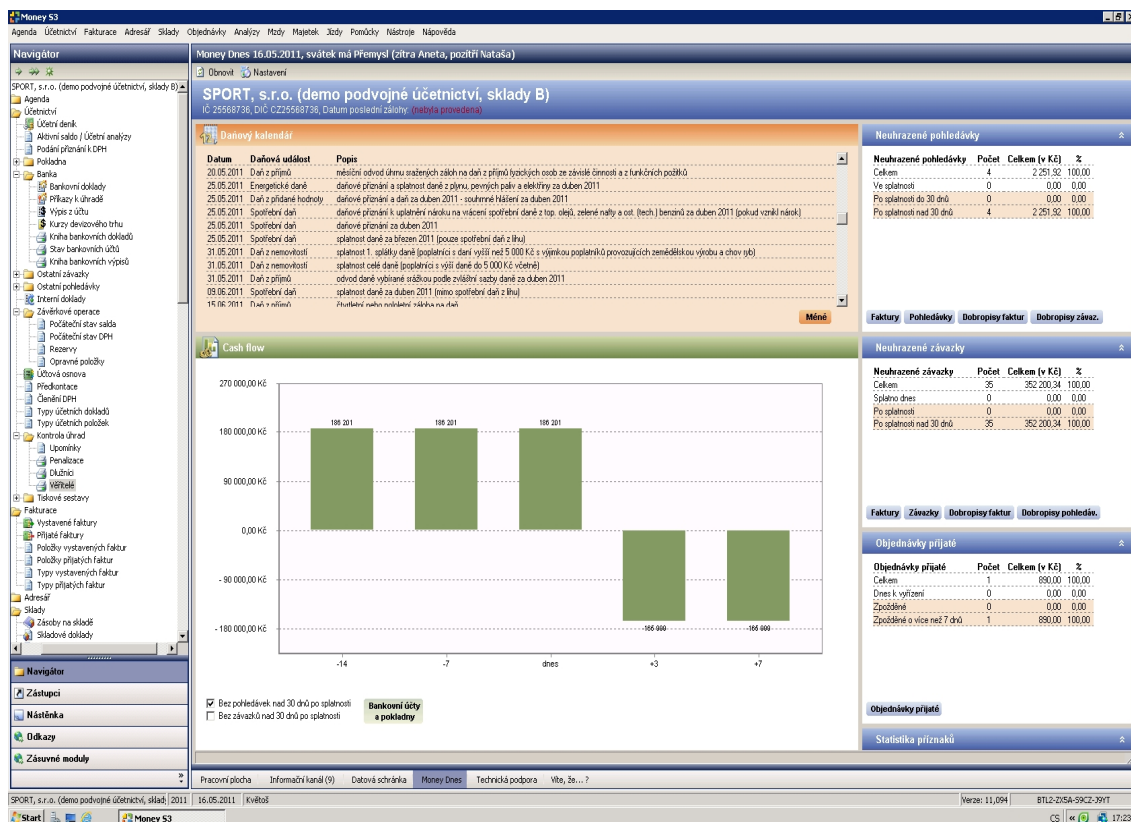 Money S3
Agenda Účetnictví Fakturace Adresář Sklady Objednávky Analýzy Mzdy Majetek Jízdy Pomůcky Nástroje Nápověda
Navigátor
SPORT, s.r.o. (demo podvojné účetnictví, sklady B)
Agenda
Účetnictví
Účetní deník
Aktivní saldo / Účetní analýzy
Podání přiznání k DPH
Pokladna
Banka
Bankovní doklady
Příkazy k úhradě
Výpis z účtu
Kurzy devizového trhu
Kniha bankovních dokladů
Stav bankovních účtů
Kniha bankovních výpisů
Ostatní závazky
Ostatní pohledávky
Interní doklady
Závěrkové operace
Počáteční stav salda
Počáteční stav DPH
Rezervy
Opravné položky
Účtová osnova
Předkontace
Členění DPH
Typy účetních dokladů
Typy účetních položek
Kontrola úhrad
Upomínky
Penalizace
Dlužníci
Věřitelé
Tiskové sestavy
Fakturace
Vystavené faktury
Přijaté faktury
Položky vystavených faktur
Položky přijatých faktur
Typy vystavených faktur
Typy přijatých faktur
Adresář
Sklady
Zásoby na skladě
Skladové doklady
Navigátor
Zástupci
Nástěnka
Odkazy
Zásuvné moduly
Money Dnes 16.05.2011, svátek má Přemysl (zítra Aneta, pozítří Nataša)
Obnovit Nastavení
SPORT, s.r.o. (demo podvojné účetnictví, sklady B)
IČ 25568736, DIČ CZ25568736, Datum poslední zálohy (nebyla provedena)
Daňový kalendář
Datum Daňová událost Popis
20.05.2011 Daň z příjmů měsíční odvod úhrnu sražených záloh na daň z příjmů fyzických osob ze závislé činnosti a z funkčních požitků
25.05.2011 Energetické daně daňové přiznání a splatnost daně z plynu, pevných paliv a elektřiny za duben 2011
25.05.2011 Daň z přidané hodnoty daňové přiznání a daň za duben 2011 - souhrnné hlášení za duben 2011
25.05.2011 Spotřební daň daňové přiznání k uplatnění nároku na vrácení spotřební daně z top. olejů, zelené nafty a ost. (tech.) benzinů za duben 2011 (pokud vznikl nárok)
25.05.2011 Spotřební daň daňové přiznání za duben 2011
25.05.2011 Spotřební daň splatnost daně za březen 2011 (pouze spotřební daň z lihu)
31.05.2011 Daň z nemovitostí splatnost 1. splátky daně (poplatníci s daní vyšší než 5 000 Kč s výjimkou poplatníků provozujících zemědělskou výrobu a chov ryb)
31.05.2011 Daň z nemovitostí splatnost celé daně (poplatníci s výší daně do 5 000 Kč včetně)
31.05.2011 Daň z příjmů odvod daně vybírané srážkou podle zvláštní sazby daně za duben 2011
09.06.2011 Spotřební daň splatnost daně za duben 2011 (mimo spotřební daň z lihu)
15.06.2011 Daň z příjmů čtvrtletní nebo pololetní záloha na daň
Méně
Cash flow
270 000,00 Kč
180 000,00 Kč
90 000,00 Kč
0,00 Kč
- 90 000,00 Kč
- 180 000,00 Kč
186 201 186 201 186 201
-14 -7 dnes +3 +7
Bez pohledávek nad 30 dnů po splatnosti
Bez závazků nad 30 dnů po splatnosti
Bankovní účty
a pokladny
Neuhrazené pohledávky
Neuhrazené pohledávky Počet Celkem (v Kč) %
Celkem 4 2 251,92 100,00
Ve splatnosti 0 0,00 0,00
Po splatnosti do 30 dnů 0 0,00 0,00
Po splatnosti nad 30 dnů 4 2 251,92 100,00
Faktury Pohledávky Dobropisy faktur Dobropisy závaz.
Neuhrazené závazky
Neuhrazené závazky Počet Celkem (v Kč) %
Celkem 35 352 200,34 100,00
Splatno dnes 0 0,00 0,00
Po splatnosti 0 0,00 0,00
Po splatnosti nad 30 dnů 35 352 200,34 100,00
Faktury Závazky Dobropisy faktur Dobropisy pohledáv.
Objednávky přijaté
Objednávky přijaté Počet Celkem (v Kč) %
Celkem 1 890,00 100,00
Dnes k vyřízení 0 0,00 0,00
Zpožděné 0 0,00 0,00
Zpožděné o více než 7 dnů 1 890,00 100,00
Objednávky přijaté
Statistika příznaků
Pracovní plocha Informační kanál (9) Datová schránka Money Dnes Technická podpora Víte, že... ?
SPORT, s.r.o. (demo podvojné účetnictví, sklady 2011 16.05.2011 Květoš Verze: 11,094 BTL2-ZX5A-S9CZ-J9YT
Start Money S3 CS 17:23